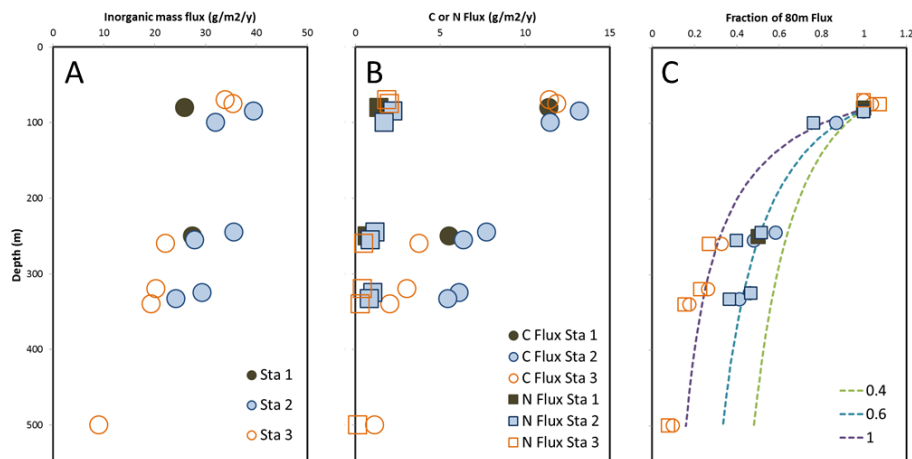 Inorganic mass flux (g/m2/y)
0 10 20 30 40 50
A
Depth (m)
0
100
200
300
400
500
Sta 1
Sta 2
Sta 3
C or N Flux (g/m2/y)
0 5 10 15
B
C Flux Sta 1
C Flux Sta 2
C Flux Sta 3
N Flux Sta 1
N Flux Sta 2
N Flux Sta 3
Fraction of 80m Flux
0 0.2 0.4 0.6 0.8 1 1.2
C
0.4
0.6
1